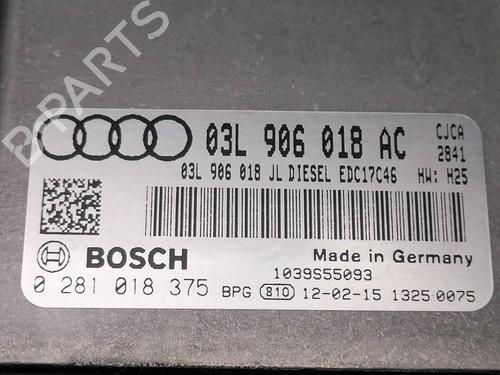 B PARTS
03L 906 018 AC
CJCA
2841
03L 906 018 JL DIESEL EDC17C46 HW: H25
BOSCH
Made in Germany
1039S55093
0 281 018 375 BPG 810 12-02-15 1325 0075